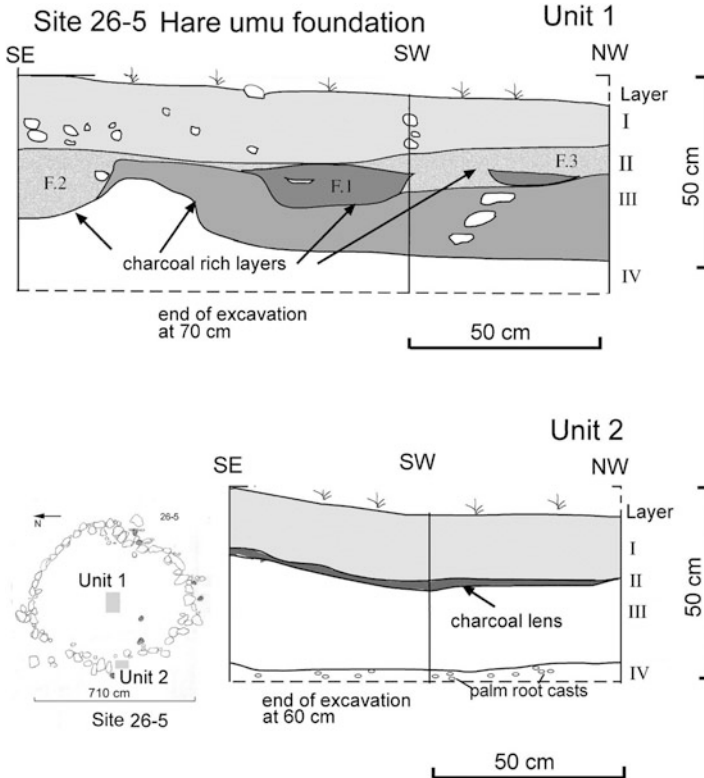 Site 26-5 Hare umu foundation
Unit 1
SE
SW
NW
Layer
I
II
III
IV
F.2
F.1
F.3
50 cm
charcoal rich layers
end of excavation
at 70 cm
50 cm
Unit 2
SE
SW
NW
Layer
I
II
III
IV
50 cm
charcoal lens
palm root casts
end of excavation
at 60 cm
50 cm
N
26-5
Unit 1
Unit 2
710 cm
Site 26-5